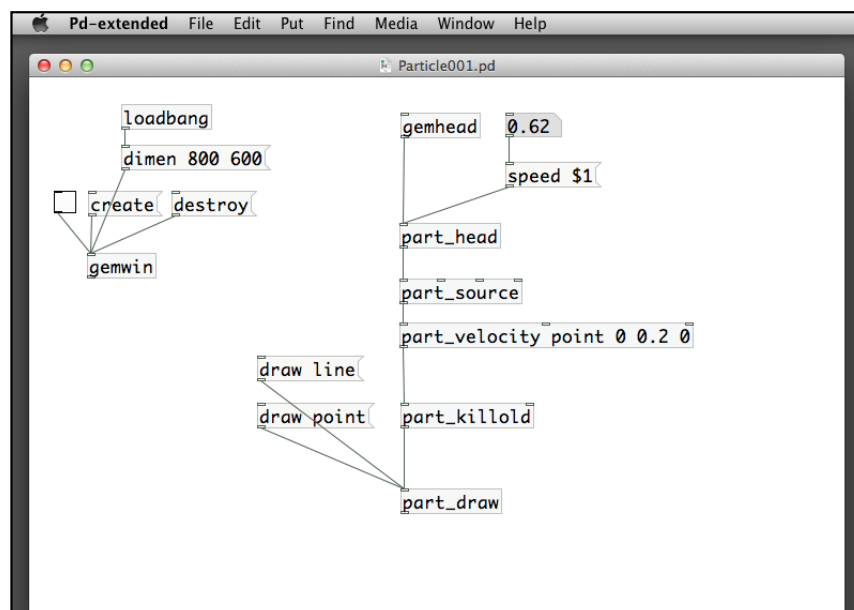 Pd-extended File Edit Put Find Media Window Help
Particle001.pd
loadbang
dimen 800 600
create
destroy
gemwin
gemhead
0.62
speed $1
part_head
part_source
part_velocity point 0 0.2 0
draw line
draw point
part_killold
part_draw